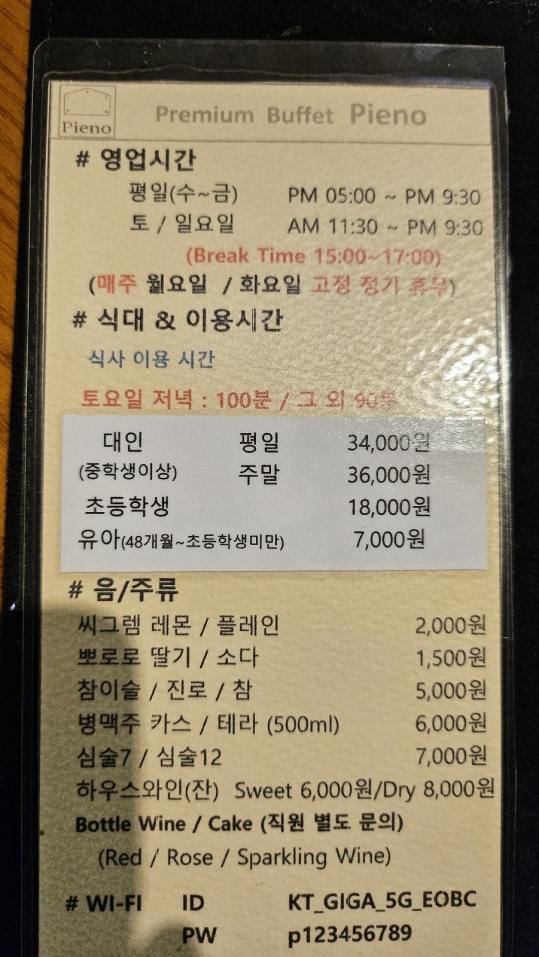 Pieno
Premium Buffet Pieno
# 영업시간
평일(수~금) PM 05:00 ~ PM 9:30
토 / 일요일 AM 11:30 ~ PM 9:30
(Break Time 15:00~17:00)
(매주 월요일 / 화요일 고정 정기 휴무)
# 식대 & 이용시간
식사 이용 시간
토요일 저녁 : 100분 / 그 외 90분
대인 평일 34,000원
(중학생이상) 주말 36,000원
초등학생 18,000원
유아(48개월~초등학생미만) 7,000원
# 음/주류
씨그램 레몬 / 플레인 2,000원
뽀로로 딸기 / 소다 1,500원
참이슬 / 진로 / 참 5,000원
병맥주 카스 / 테라 (500ml) 6,000원
심술7 / 심술12 7,000원
하우스와인(잔) Sweet 6,000원/Dry 8,000원
Bottle Wine / Cake (직원 별도 문의)
(Red / Rose / Sparkling Wine)
# WI-FI ID KT_GIGA_5G_EOBC
PW p123456789